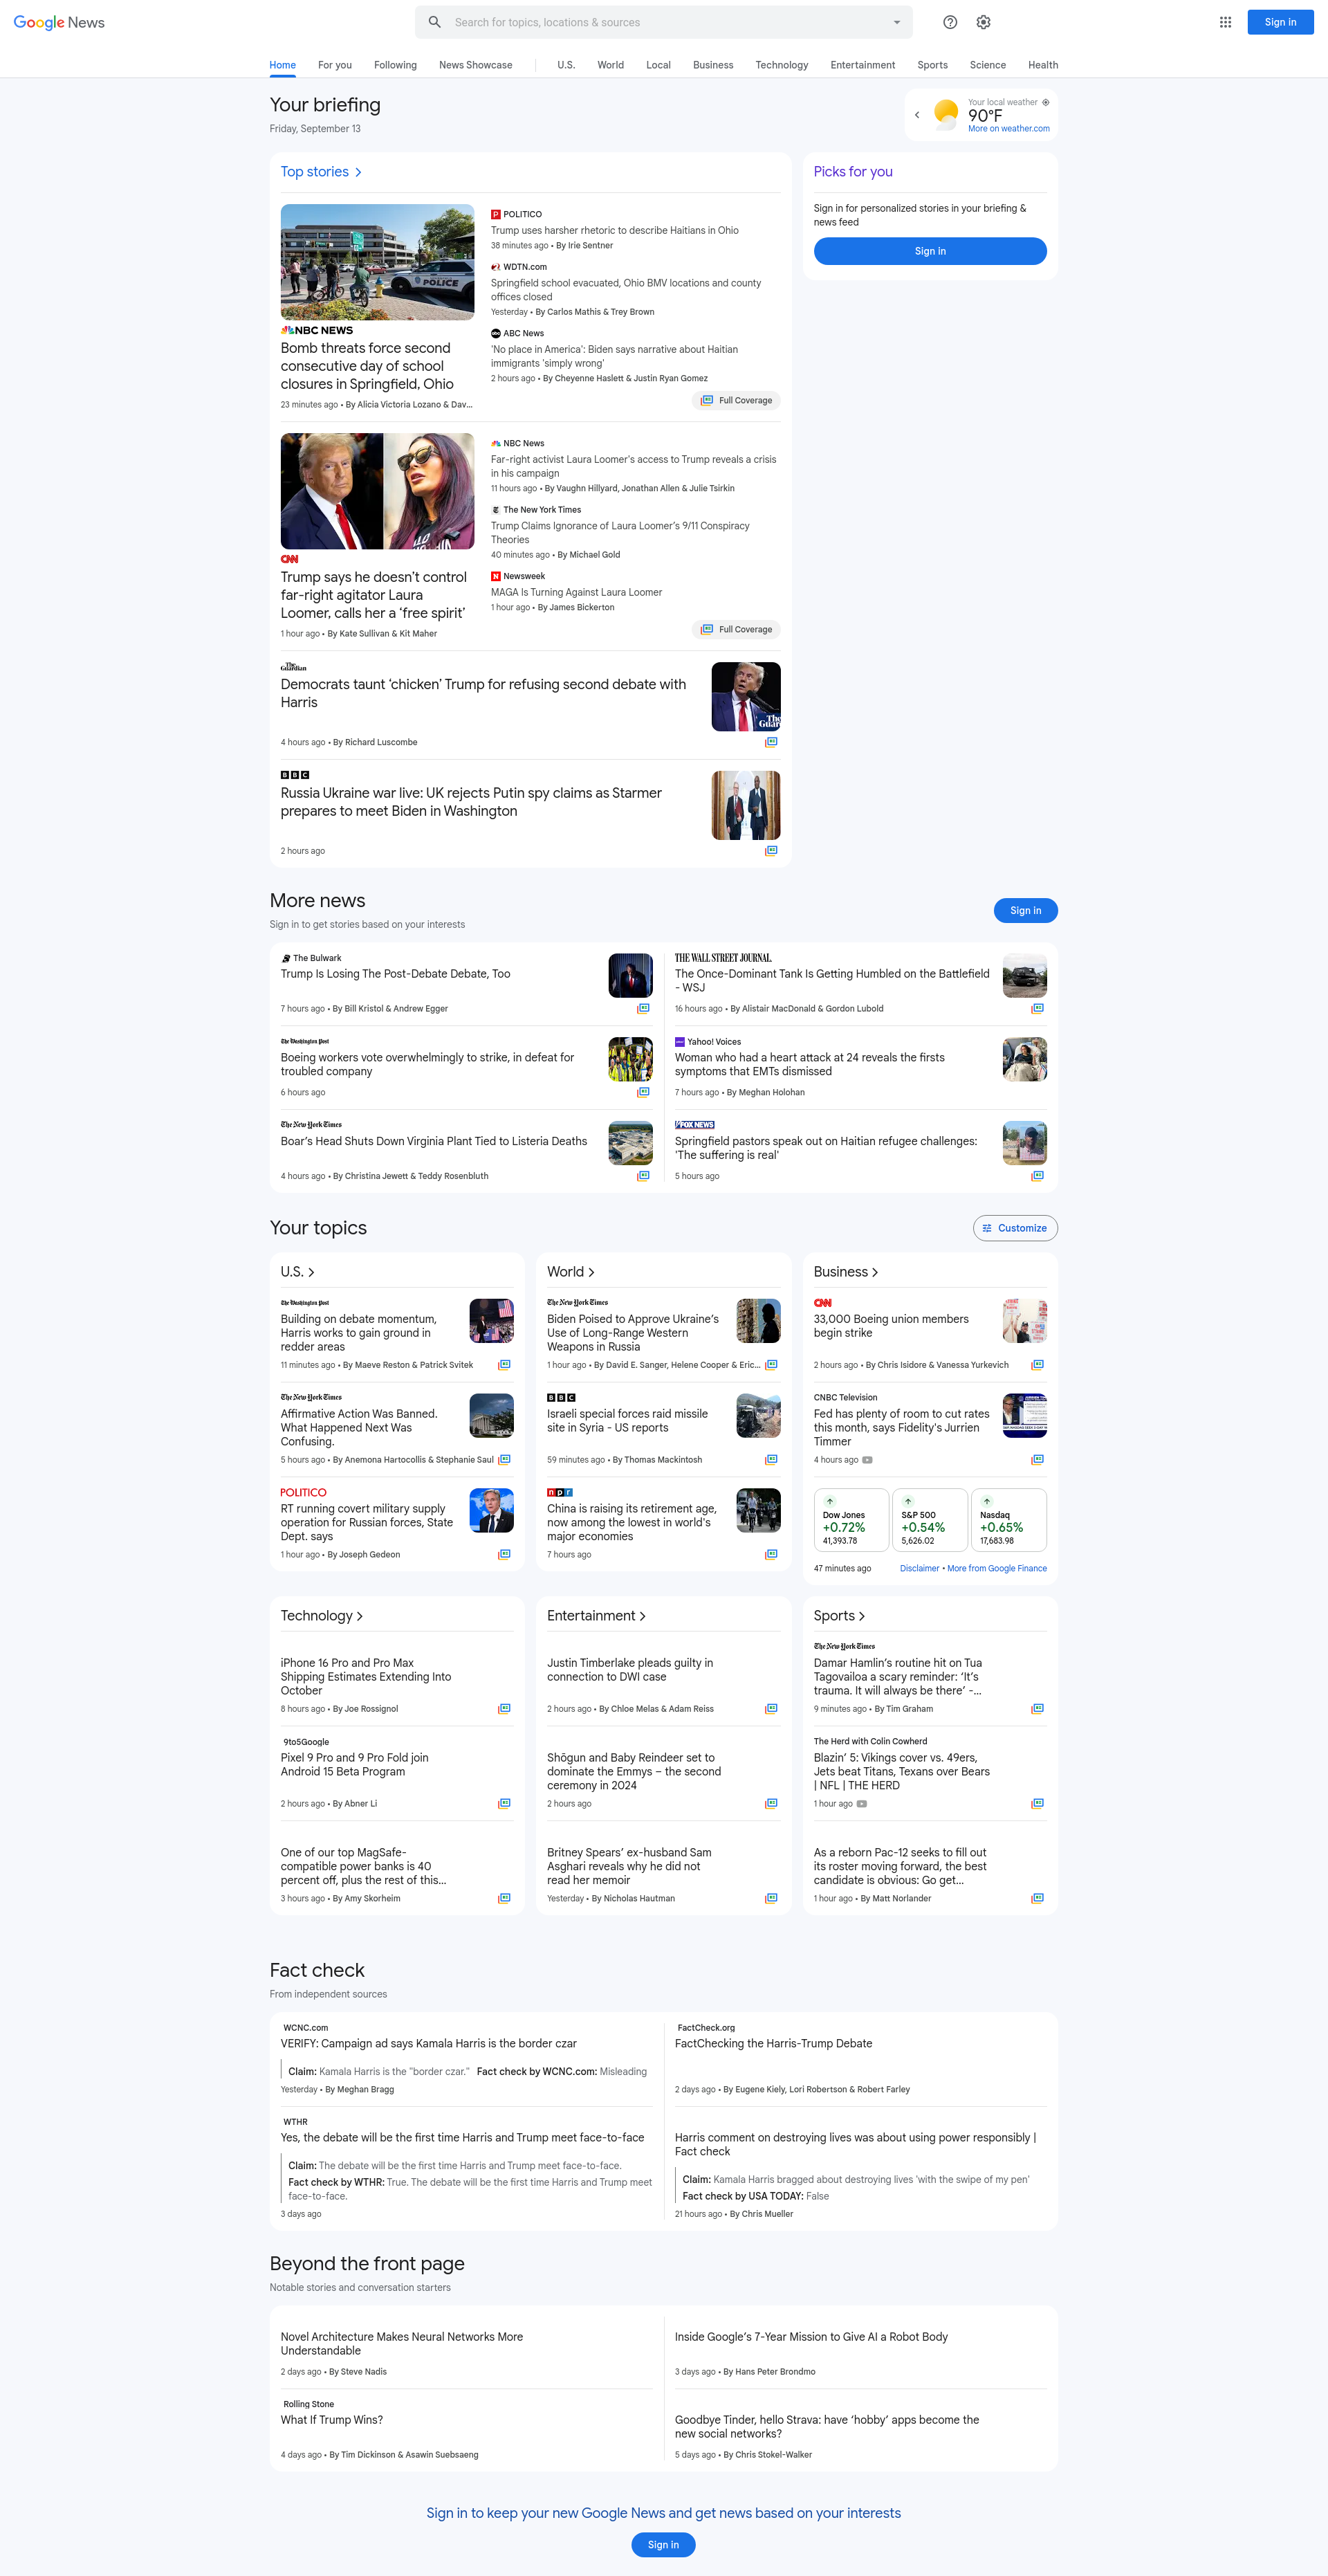 Google News
Search for topics, locations & sources
Sign in
Home
For you
Following
News Showcase
U.S.
World
Local
Business
Technology
Entertainment
Sports
Science
Health
Your briefing
Friday, September 13
Your local weather
90°F
More on weather.com
Top stories
POLICE
NBC NEWS
Bomb threats force second
consecutive day of school
closures in Springfield, Ohio
23 minutes ago • By Alicia Victoria Lozano & Dav...
POLITICO
Trump uses harsher rhetoric to describe Haitians in Ohio
38 minutes ago • By Irie Sentner
WDTN.com
Springfield school evacuated, Ohio BMV locations and county
offices closed
Yesterday • By Carlos Mathis & Trey Brown
abc ABC News
'No place in America': Biden says narrative about Haitian
immigrants 'simply wrong'
2 hours ago • By Cheyenne Haslett & Justin Ryan Gomez
Full Coverage
CNN
Trump says he doesn’t control
far-right agitator Laura
Loomer, calls her a ‘free spirit’
1 hour ago • By Kate Sullivan & Kit Maher
NBC News
Far-right activist Laura Loomer's access to Trump reveals a crisis
in his campaign
11 hours ago • By Vaughn Hillyard, Jonathan Allen & Julie Tsirkin
The New York Times
Trump Claims Ignorance of Laura Loomer’s 9/11 Conspiracy
Theories
40 minutes ago • By Michael Gold
N Newsweek
MAGA Is Turning Against Laura Loomer
1 hour ago • By James Bickerton
Full Coverage
The Guardian
Democrats taunt ‘chicken’ Trump for refusing second debate with
Harris
4 hours ago • By Richard Luscombe
BBC
Russia Ukraine war live: UK rejects Putin spy claims as Starmer
prepares to meet Biden in Washington
2 hours ago
Picks for you
Sign in for personalized stories in your briefing &
news feed
Sign in
More news
Sign in to get stories based on your interests
Sign in
The Bulwark
Trump Is Losing The Post-Debate Debate, Too
7 hours ago • By Bill Kristol & Andrew Egger
The Washington Post
Boeing workers vote overwhelmingly to strike, in defeat for
troubled company
6 hours ago
The New York Times
Boar’s Head Shuts Down Virginia Plant Tied to Listeria Deaths
4 hours ago • By Christina Jewett & Teddy Rosenbluth
THE WALL STREET JOURNAL.
The Once-Dominant Tank Is Getting Humbled on the Battlefield
- WSJ
16 hours ago • By Alistair MacDonald & Gordon Lubold
Yahoo! Voices
Woman who had a heart attack at 24 reveals the firsts
symptoms that EMTs dismissed
7 hours ago • By Meghan Holohan
FOX NEWS
Springfield pastors speak out on Haitian refugee challenges:
'The suffering is real'
5 hours ago
Your topics
Customize
U.S.
The Washington Post
Building on debate momentum,
Harris works to gain ground in
redder areas
11 minutes ago • By Maeve Reston & Patrick Svitek
The New York Times
Affirmative Action Was Banned.
What Happened Next Was
Confusing.
5 hours ago • By Anemona Hartocollis & Stephanie Saul
POLITICO
RT running covert military supply
operation for Russian forces, State
Dept. says
1 hour ago • By Joseph Gedeon
World
The New York Times
Biden Poised to Approve Ukraine’s
Use of Long-Range Western
Weapons in Russia
1 hour ago • By David E. Sanger, Helene Cooper & Eric...
BBC
Israeli special forces raid missile
site in Syria - US reports
59 minutes ago • By Thomas Mackintosh
npr
China is raising its retirement age,
now among the lowest in world's
major economies
7 hours ago
Business
CNN
33,000 Boeing union members
begin strike
2 hours ago • By Chris Isidore & Vanessa Yurkevich
CNBC Television
Fed has plenty of room to cut rates
this month, says Fidelity's Jurrien
Timmer
4 hours ago
Dow Jones
+0.72%
41,393.78
S&P 500
+0.54%
5,626.02
Nasdaq
+0.65%
17,683.98
47 minutes ago
Disclaimer • More from Google Finance
Technology
iPhone 16 Pro and Pro Max
Shipping Estimates Extending Into
October
8 hours ago • By Joe Rossignol
9to5Google
Pixel 9 Pro and 9 Pro Fold join
Android 15 Beta Program
2 hours ago • By Abner Li
One of our top MagSafe-
compatible power banks is 40
percent off, plus the rest of this...
3 hours ago • By Amy Skorheim
Entertainment
Justin Timberlake pleads guilty in
connection to DWI case
2 hours ago • By Chloe Melas & Adam Reiss
Shōgun and Baby Reindeer set to
dominate the Emmys – the second
ceremony in 2024
2 hours ago
Britney Spears’ ex-husband Sam
Asghari reveals why he did not
read her memoir
Yesterday • By Nicholas Hautman
Sports
The New York Times
Damar Hamlin’s routine hit on Tua
Tagovailoa a scary reminder: ‘It’s
trauma. It will always be there’ -...
9 minutes ago • By Tim Graham
The Herd with Colin Cowherd
Blazin’ 5: Vikings cover vs. 49ers,
Jets beat Titans, Texans over Bears
| NFL | THE HERD
1 hour ago
As a reborn Pac-12 seeks to fill out
its roster moving forward, the best
candidate is obvious: Go get...
1 hour ago • By Matt Norlander
Fact check
From independent sources
WCNC.com
VERIFY: Campaign ad says Kamala Harris is the border czar
Claim: Kamala Harris is the "border czar." Fact check by WCNC.com: Misleading
Yesterday • By Meghan Bragg
WTHR
Yes, the debate will be the first time Harris and Trump meet face-to-face
Claim: The debate will be the first time Harris and Trump meet face-to-face.
Fact check by WTHR: True. The debate will be the first time Harris and Trump meet
face-to-face.
3 days ago
FactCheck.org
FactChecking the Harris-Trump Debate
2 days ago • By Eugene Kiely, Lori Robertson & Robert Farley
Harris comment on destroying lives was about using power responsibly |
Fact check
Claim: Kamala Harris bragged about destroying lives 'with the swipe of my pen'
Fact check by USA TODAY: False
21 hours ago • By Chris Mueller
Beyond the front page
Notable stories and conversation starters
Novel Architecture Makes Neural Networks More
Understandable
2 days ago • By Steve Nadis
Rolling Stone
What If Trump Wins?
4 days ago • By Tim Dickinson & Asawin Suebsaeng
Inside Google’s 7-Year Mission to Give AI a Robot Body
3 days ago • By Hans Peter Brondmo
Goodbye Tinder, hello Strava: have ‘hobby’ apps become the
new social networks?
5 days ago • By Chris Stokel-Walker
Sign in to keep your new Google News and get news based on your interests
Sign in